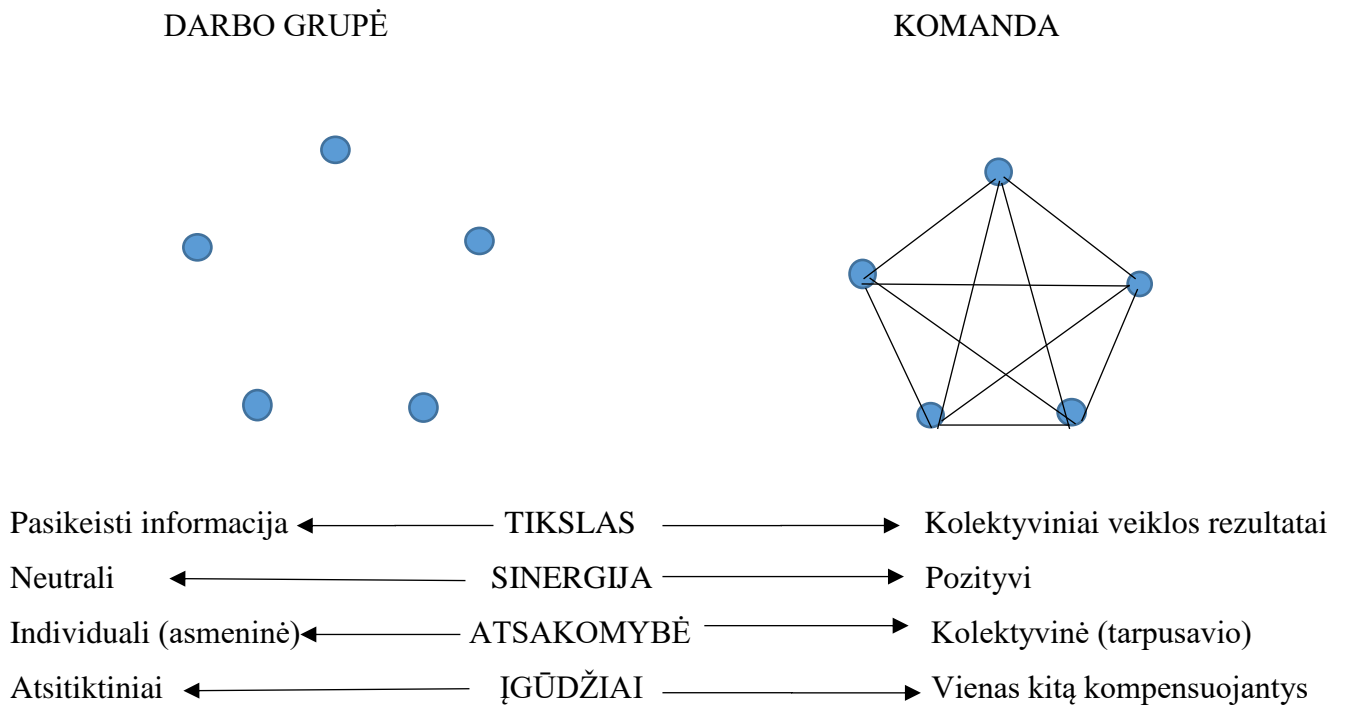 DARBO GRUPĖ KOMANDA
Pasikeisti informacija TIKSLAS Kolektyviniai veiklos rezultatai
Neutrali SINERGIJA Pozityvi
Individuali (asmeninė) ATSAKOMYBĖ Kolektyvinė (tarpusavio)
Atsitiktiniai ĮGŪDŽIAI Vienas kitą kompensuojantys